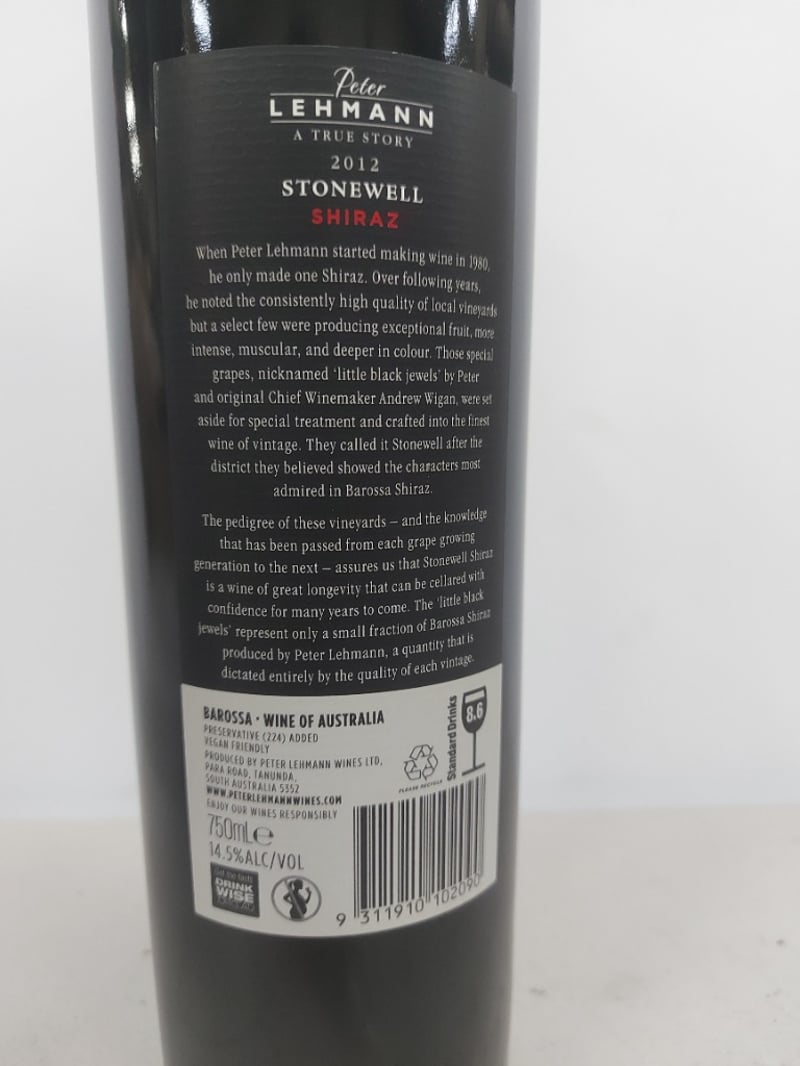 Peter
LEHMANN
A TRUE STORY
2012
STONEWELL
SHIRAZ
When Peter Lehmann started making wine in 1980,
he only made one Shiraz. Over following years,
he noted the consistently high quality of local vineyards
but a select few were producing exceptional fruit, more
intense, muscular, and deeper in colour. Those special
grapes, nicknamed ‘little black jewels’ by Peter
and original Chief Winemaker Andrew Wigan, were set
aside for special treatment and crafted into the finest
wine of vintage. They called it Stonewell after the
district they believed showed the characters most
admired in Barossa Shiraz.
The pedigree of these vineyards – and the knowledge
that has been passed from each grape growing
generation to the next – assures us that Stonewell Shiraz
is a wine of great longevity that can be cellared with
confidence for many years to come. The ‘little black
jewels’ represent only a small fraction of Barossa Shiraz
produced by Peter Lehmann, a quantity that is
dictated entirely by the quality of each vintage.
BAROSSA · WINE OF AUSTRALIA
PRESERVATIVE (224) ADDED
VEGAN FRIENDLY
PRODUCED BY PETER LEHMANN WINES LTD,
PARA ROAD, TANUNDA,
SOUTH AUSTRALIA 5352
WWW.PETERLEHMANNWINES.COM
ENJOY OUR WINES RESPONSIBLY
750mL e
14.5%ALC/VOL
Get the facts
DRINK
WISE
PLEASE RECYCLE
Standard Drinks
8.6
9 311910 102090